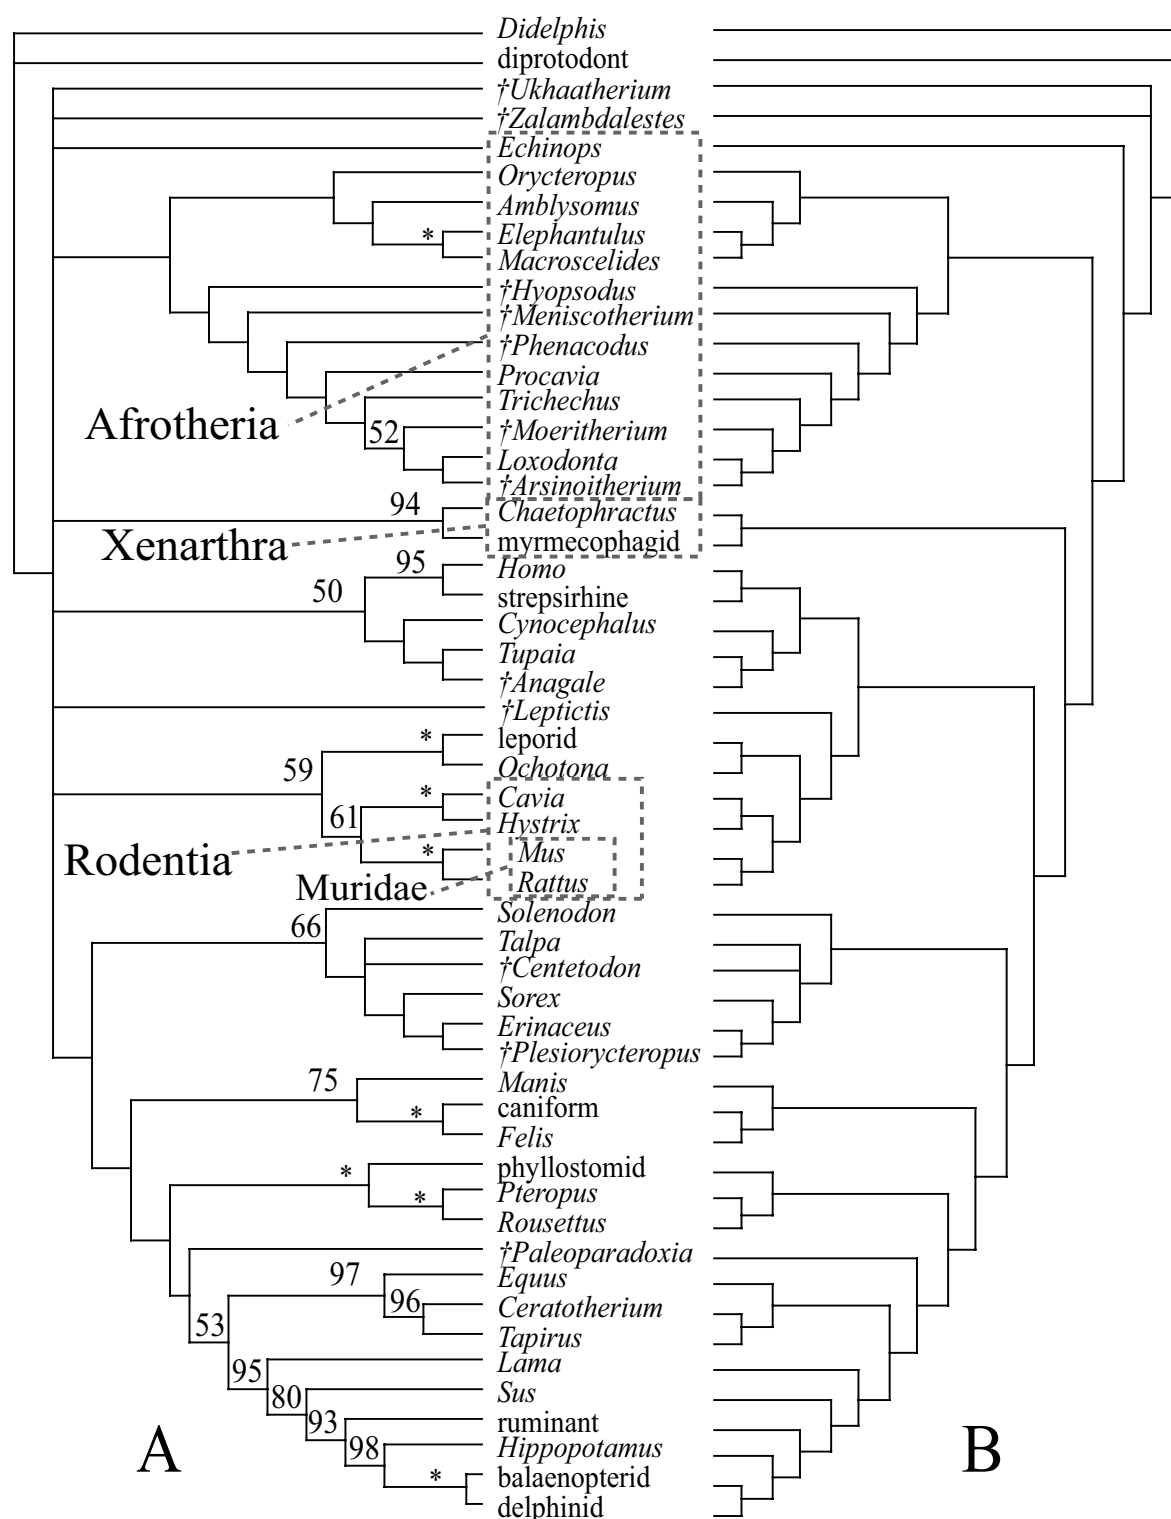 Didelphis
diprotodont
†Ukhaatherium
†Zalambdalestes
Echinops
Orycteropus
Amblysomus
* Elephantulus
Macroscelides
†Hyopsodus
†Meniscotherium
†Phenacodus
Procavia
Trichechus
Afrotheria
52 †Moeritherium
Loxodonta
†Arsinoitherium
94 Chaetophractus
Xenarthra myrmecophagid
95 Homo
50 strepsirhine
Cynocephalus
Tupaia
†Anagale
†Leptictis
* leporid
59 Ochotona
* Cavia
61 Hystrix
Rodentia * Mus
Muridae Rattus
66 Solenodon
Talpa
†Centetodon
Sorex
Erinaceus
†Plesiorycteropus
75 Manis
* caniform
Felis
* phyllostomid
* Pteropus
Rousettus
†Paleoparadoxia
97 Equus
96 Ceratotherium
53 Tapirus
95 Lama
80 Sus
93 ruminant
98 Hippopotamus
A B
* balaenopterid
delphinid